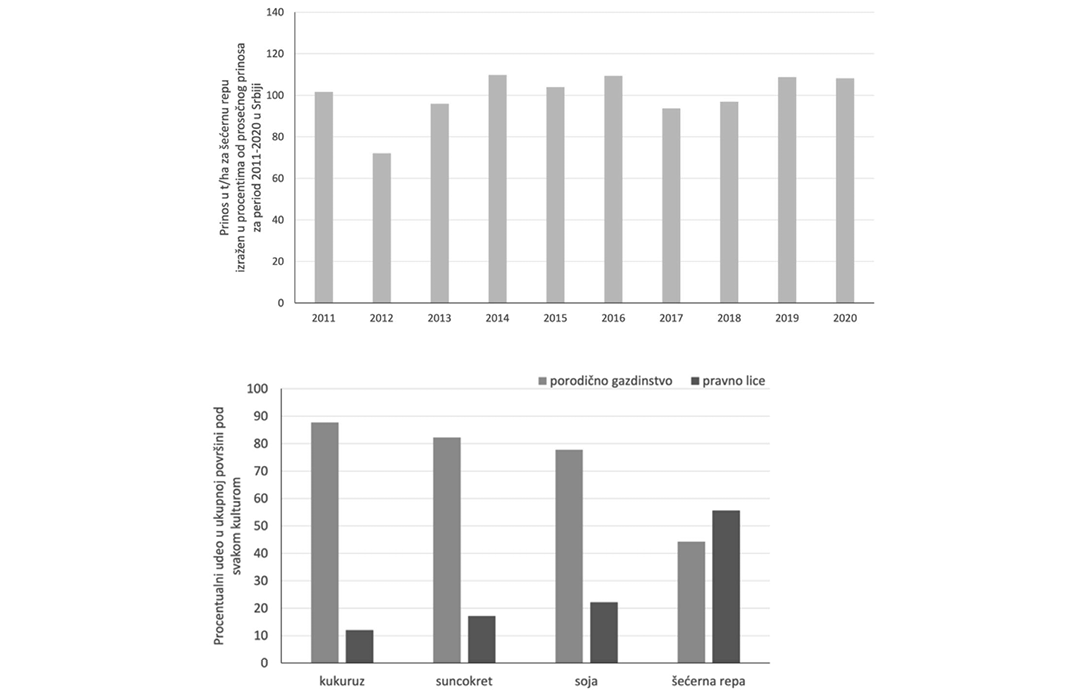 Prinos u t/ha za šećernu repu
izražen u procentima od prosečnog prinosa
za period 2011-2020 u Srbiji
140
120
100
80
60
40
20
0
2011 2012 2013 2014 2015 2016 2017 2018 2019 2020
porodično gazdinstvo pravno lice
Procentualni udeo u ukupnoj površini pod
svakom kulturom
100
90
80
70
60
50
40
30
20
10
0
kukuruz suncokret soja šećerna repa